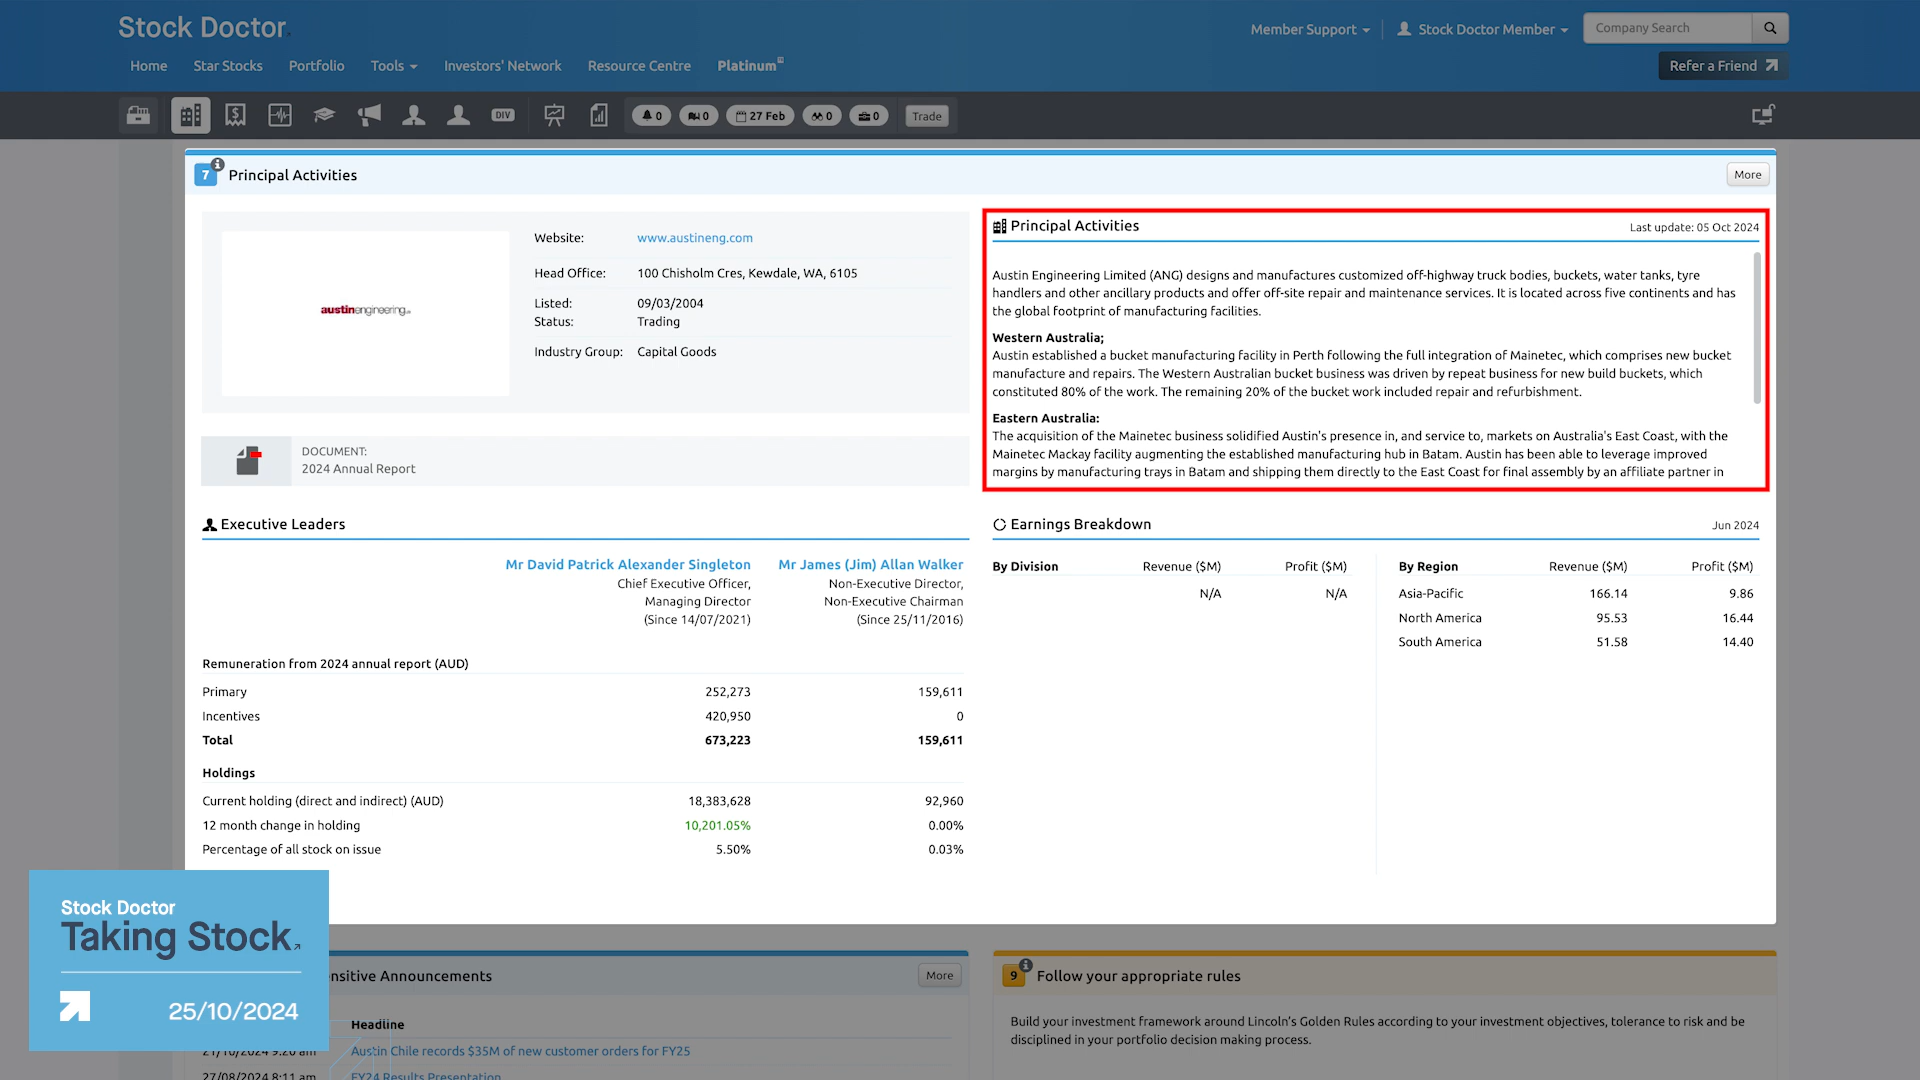 Stock Doctor
Member Support
Stock Doctor Member
Company Search
Home
Star Stocks
Portfolio
Tools
Investors' Network
Resource Centre
Platinum
Refer a Friend
DIV
0
0
27 Feb
0
0
Trade
7
Principal Activities
More
austinengineering
Website:
www.austineng.com
Head Office:
100 Chisholm Cres, Kewdale, WA, 6105
Listed:
09/03/2004
Status:
Trading
Industry Group:
Capital Goods
DOCUMENT:
2024 Annual Report
Principal Activities
Last update: 05 Oct 2024
Austin Engineering Limited (ANG) designs and manufactures customized off-highway truck bodies, buckets, water tanks, tyre
handlers and other ancillary products and offer off-site repair and maintenance services. It is located across five continents and has
the global footprint of manufacturing facilities.
Western Australia;
Austin established a bucket manufacturing facility in Perth following the full integration of Mainetec, which comprises new bucket
manufacture and repairs. The Western Australian bucket business was driven by repeat business for new build buckets, which
constituted 80% of the work. The remaining 20% of the bucket work included repair and refurbishment.
Eastern Australia:
The acquisition of the Mainetec business solidified Austin's presence in, and service to, markets on Australia's East Coast, with the
Mainetec Mackay facility augmenting the established manufacturing hub in Batam. Austin has been able to leverage improved
margins by manufacturing trays in Batam and shipping them directly to the East Coast for final assembly by an affiliate partner in
Executive Leaders
Mr David Patrick Alexander Singleton
Chief Executive Officer,
Managing Director
(Since 14/07/2021)
Mr James (Jim) Allan Walker
Non-Executive Director,
Non-Executive Chairman
(Since 25/11/2016)
Remuneration from 2024 annual report (AUD)
Primary 252,273 159,611
Incentives 420,950 0
Total 673,223 159,611
Holdings
Current holding (direct and indirect) (AUD) 18,383,628 92,960
12 month change in holding 10,201.05% 0.00%
Percentage of all stock on issue 5.50% 0.03%
Earnings Breakdown
Jun 2024
By Division Revenue ($M) Profit ($M)
N/A N/A
By Region Revenue ($M) Profit ($M)
Asia-Pacific 166.14 9.86
North America 95.53 16.44
South America 51.58 14.40
Stock Doctor
Taking Stock
25/10/2024
nsitive Announcements
More
Headline
21/10/2024 9:20 am
Austin Chile records $35M of new customer orders for FY25
27/08/2024 8:11 am
FY24 Results Presentation
9
Follow your appropriate rules
Build your investment framework around Lincoln's Golden Rules according to your investment objectives, tolerance to risk and be
disciplined in your portfolio decision making process.